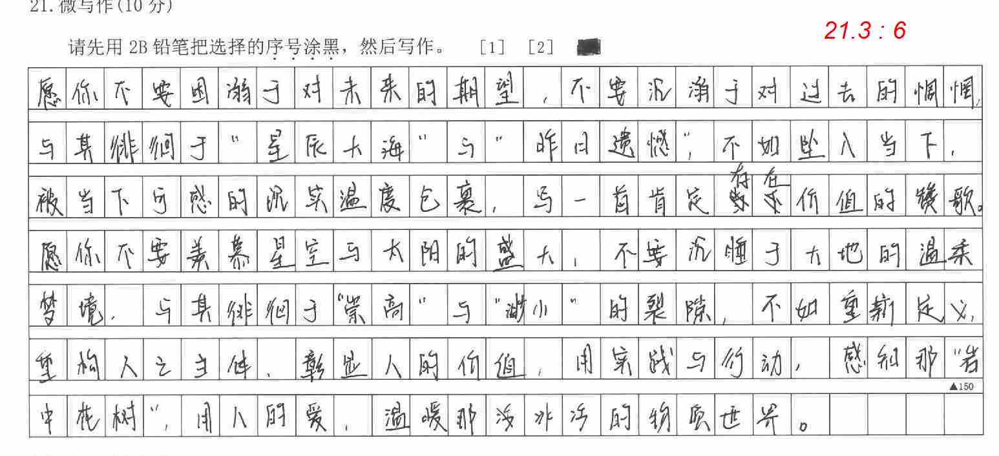 21. 微写作(10 分)
21.3 : 6
请先用 2B 铅笔把选择的序号涂黑，然后写作。 [1] [2]
愿你不要困溺于对未来的期望，不要沉溺于对过去的惆惘，
与其徘徊于“星辰大海”与“昨日遗憾”，不如坠入当下，
被当下可感的沉实温度包裹，写一首肯定存在价值的赞歌。
愿你不要羡慕星空与太阳的盛大，不要沉睡于大地的温柔
梦境，与其徘徊于“崇高”与“渺小”的裂隙，不如重新定义，
重构人之主体，彰显人的价值，用实践与行动，感知那“岩
▲150
中花树”，用人的爱，温暖那冷的物质世界。